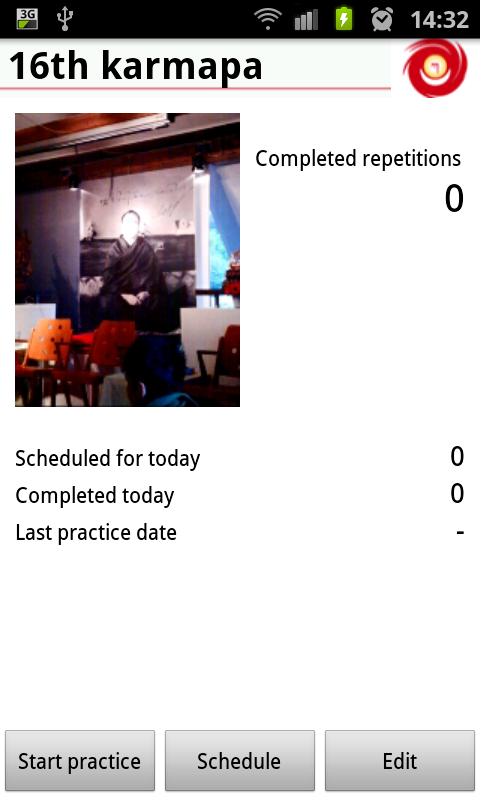 3G
14:32
16th karmapa
Completed repetitions
0
Scheduled for today 0
Completed today 0
Last practice date -
Start practice Schedule Edit